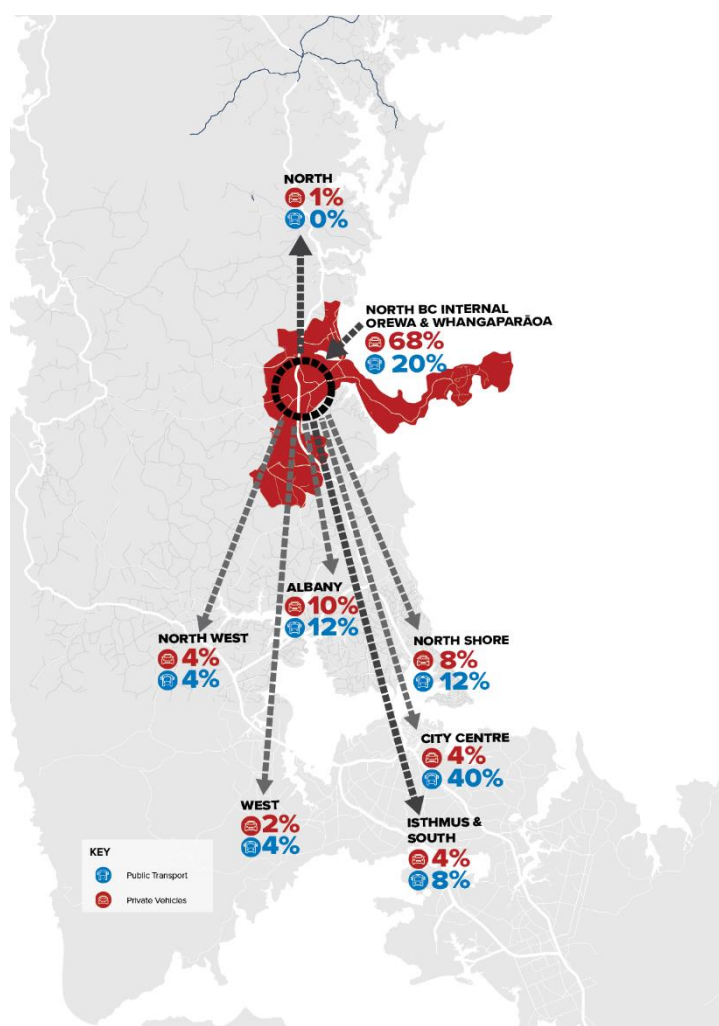 NORTH
1%
0%
NORTH BC INTERNAL
OREWA & WHANGAPARĀOA
68%
20%
ALBANY
10%
12%
NORTH WEST
4%
4%
NORTH SHORE
8%
12%
CITY CENTRE
4%
40%
WEST
2%
4%
ISTHMUS &
SOUTH
4%
8%
KEY
Public Transport
Private Vehicles